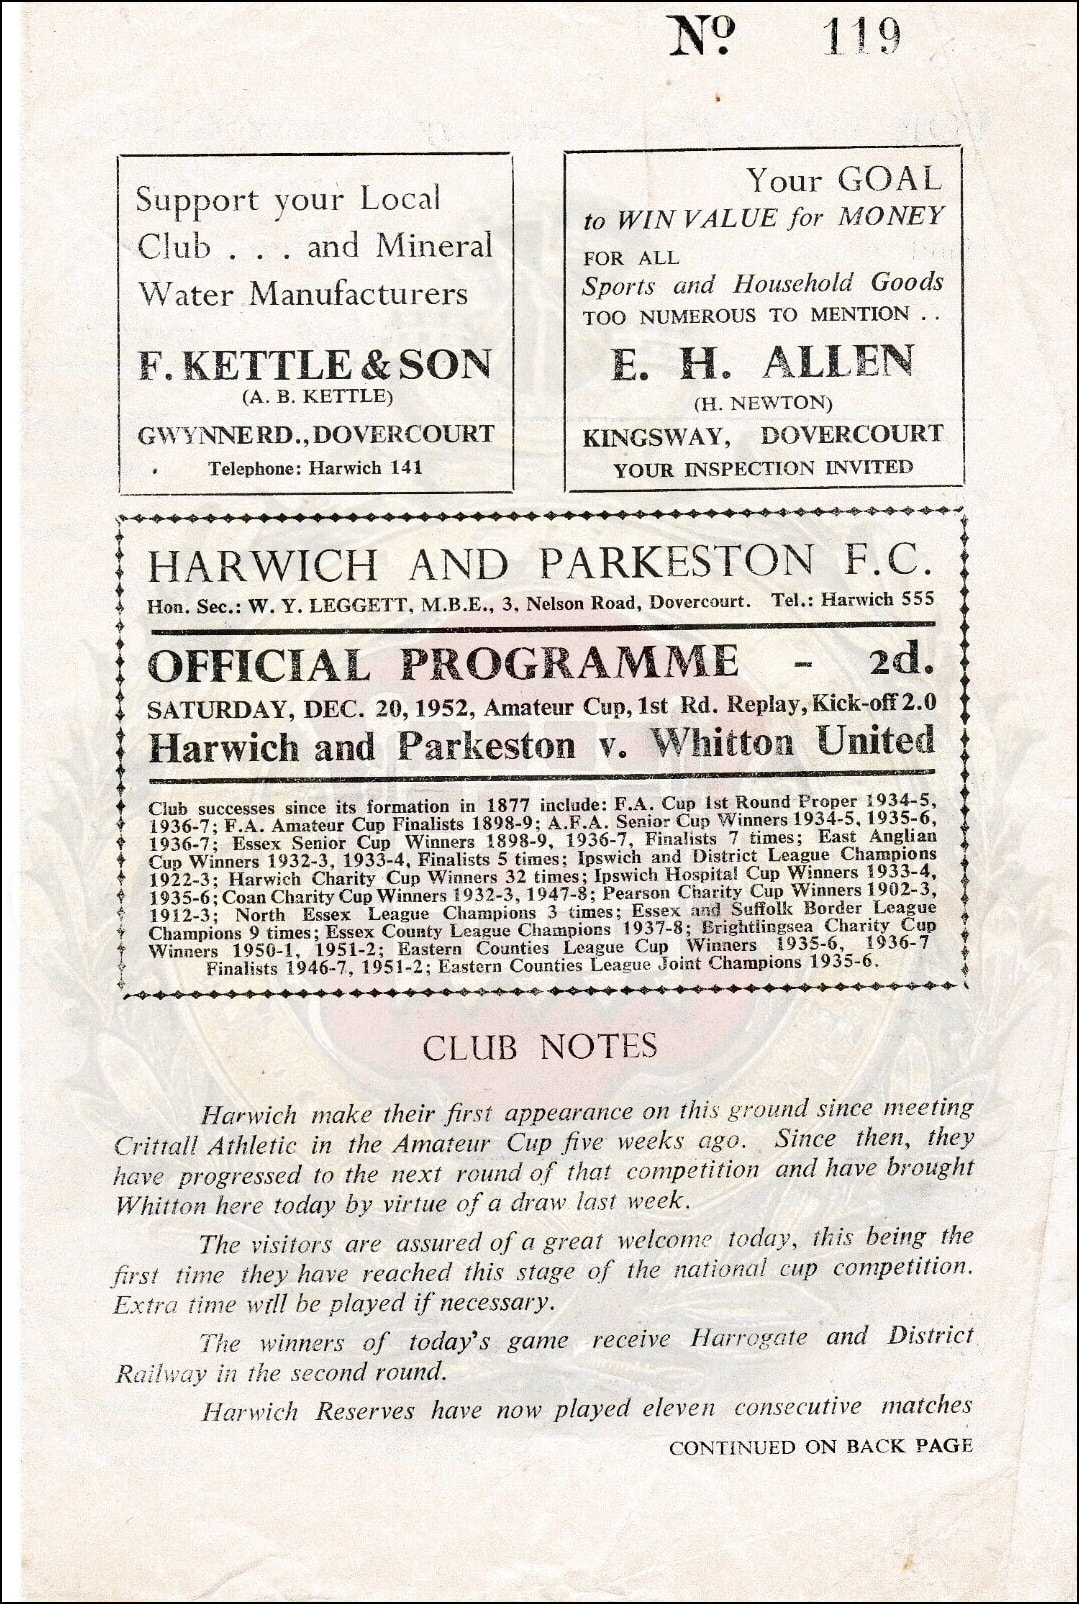 No 119
Support your Local
Club . . . and Mineral
Water Manufacturers
F. KETTLE & SON
(A. B. KETTLE)
GWYNNE RD., DOVERCOURT
Telephone: Harwich 141
Your GOAL
to WIN VALUE for MONEY
FOR ALL
Sports and Household Goods
TOO NUMEROUS TO MENTION . .
E. H. ALLEN
(H. NEWTON)
KINGSWAY, DOVERCOURT
YOUR INSPECTION INVITED
HARWICH AND PARKESTON F.C.
Hon. Sec.: W. Y. LEGGETT, M.B.E., 3, Nelson Road, Dovercourt. Tel.: Harwich 555
OFFICIAL PROGRAMME - 2d.
SATURDAY, DEC. 20, 1952, Amateur Cup, 1st Rd. Replay, Kick-off 2.0
Harwich and Parkeston v. Whitton United
Club successes since its formation in 1877 include: F.A. Cup 1st Round Proper 1934-5,
1936-7; F.A. Amateur Cup Finalists 1898-9; A.F.A. Senior Cup Winners 1934-5, 1935-6,
1936-7; Essex Senior Cup Winners 1898-9, 1936-7, Finalists 7 times; East Anglian
Cup Winners 1932-3, 1933-4, Finalists 5 times; Ipswich and District League Champions
1922-3; Harwich Charity Cup Winners 32 times; Ipswich Hospital Cup Winners 1933-4,
1935-6; Coan Charity Cup Winners 1932-3, 1947-8; Pearson Charity Cup Winners 1902-3,
1912-3; North Essex League Champions 3 times; Essex and Suffolk Border League
Champions 9 times; Essex County League Champions 1937-8; Brightlingsea Charity Cup
Winners 1950-1, 1951-2; Eastern Counties League Cup Winners 1935-6, 1936-7
Finalists 1946-7, 1951-2; Eastern Counties League Joint Champions 1935-6.
CLUB NOTES
Harwich make their first appearance on this ground since meeting
Crittall Athletic in the Amateur Cup five weeks ago. Since then, they
have progressed to the next round of that competition and have brought
Whitton here today by virtue of a draw last week.
The visitors are assured of a great welcome today, this being the
first time they have reached this stage of the national cup competition.
Extra time will be played if necessary.
The winners of today's game receive Harrogate and District
Railway in the second round.
Harwich Reserves have now played eleven consecutive matches
CONTINUED ON BACK PAGE